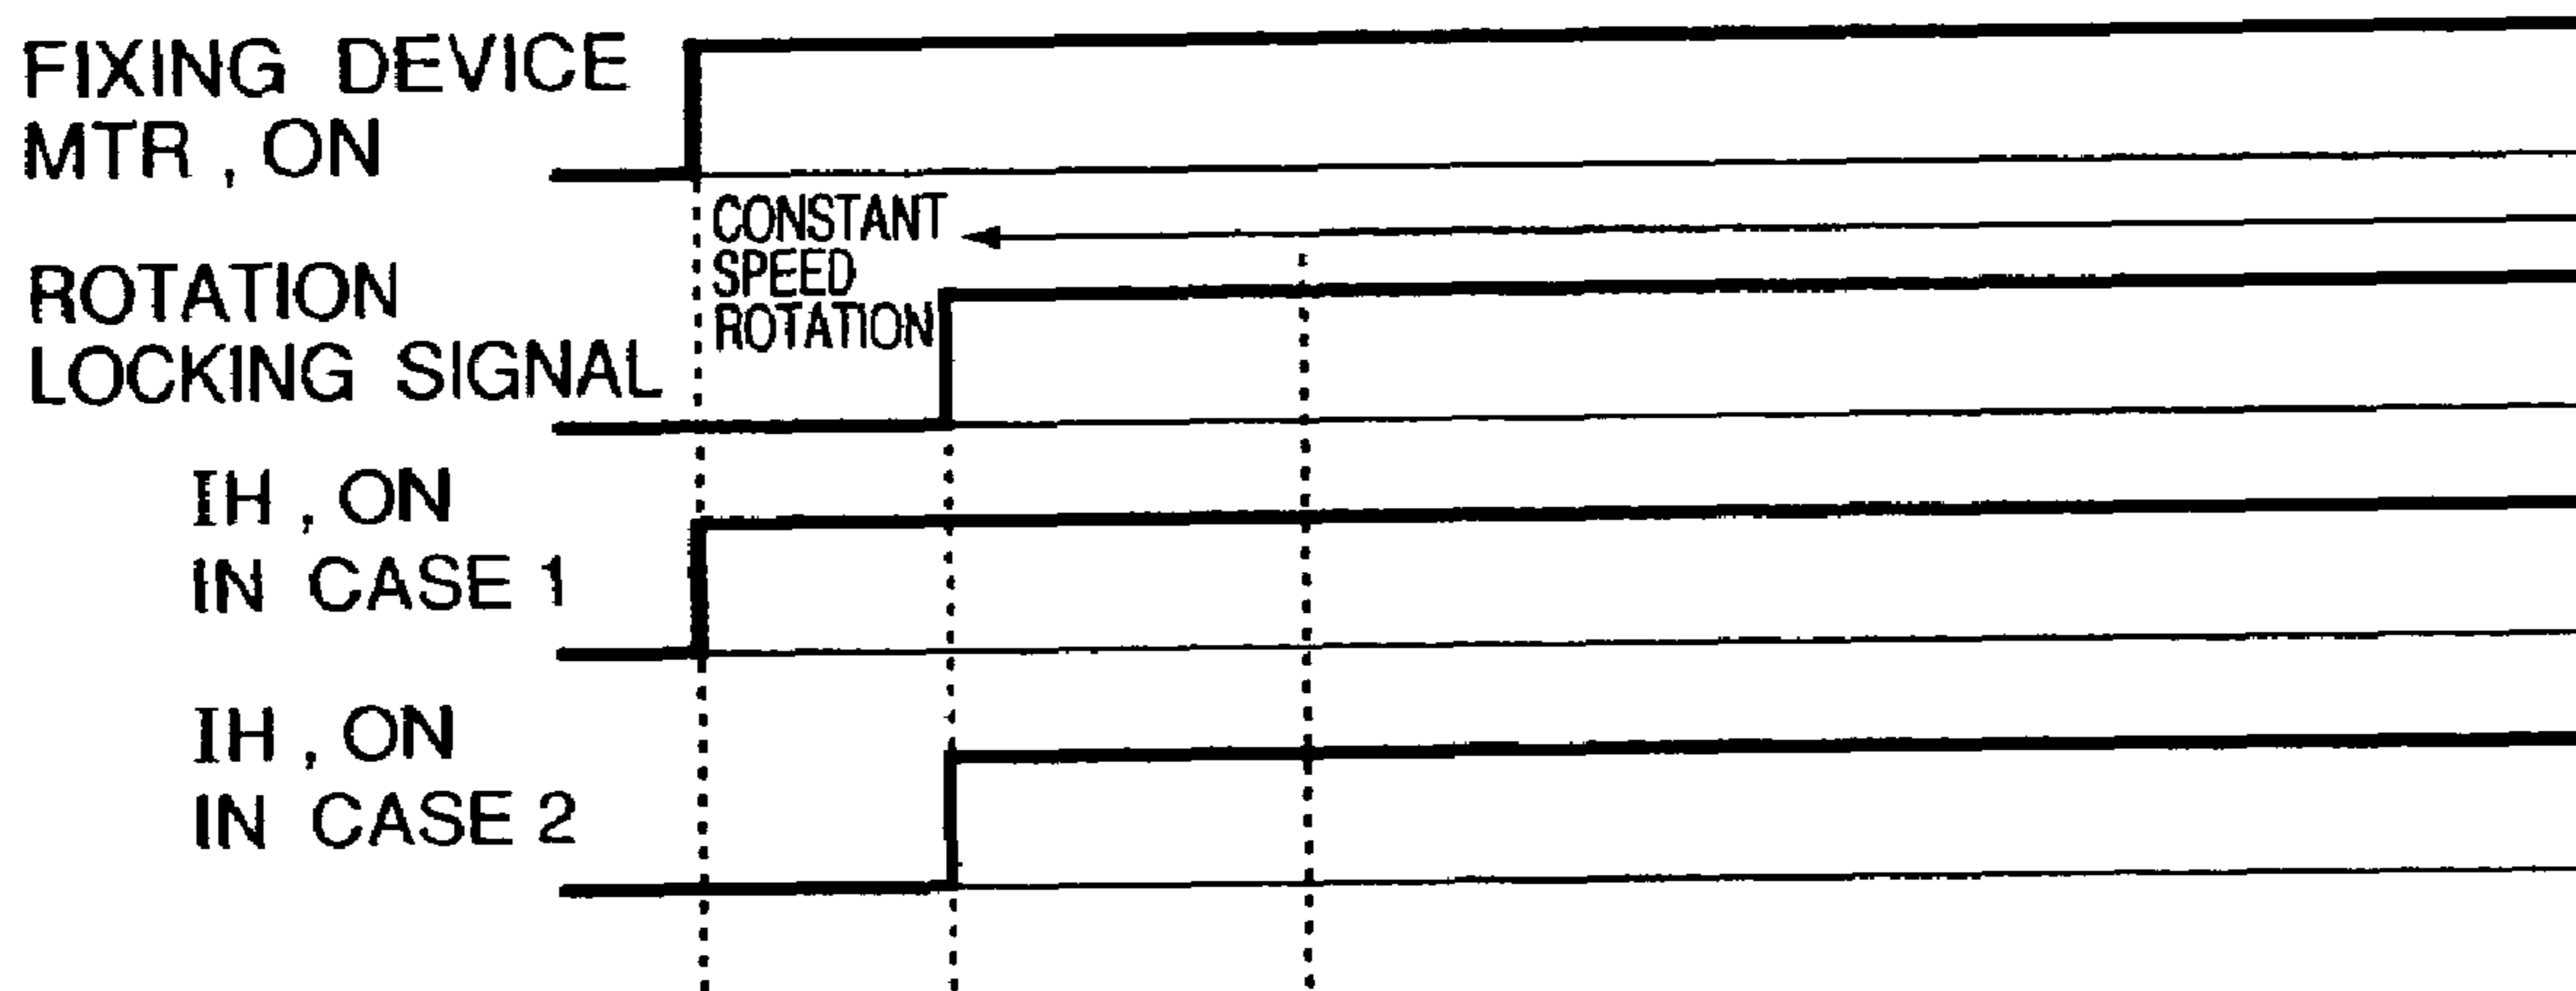 FIXING DEVICE
MTR , ON
CONSTANT
SPEED
ROTATION
ROTATION
LOCKING SIGNAL
IH , ON
IN CASE 1
IH , ON
IN CASE 2